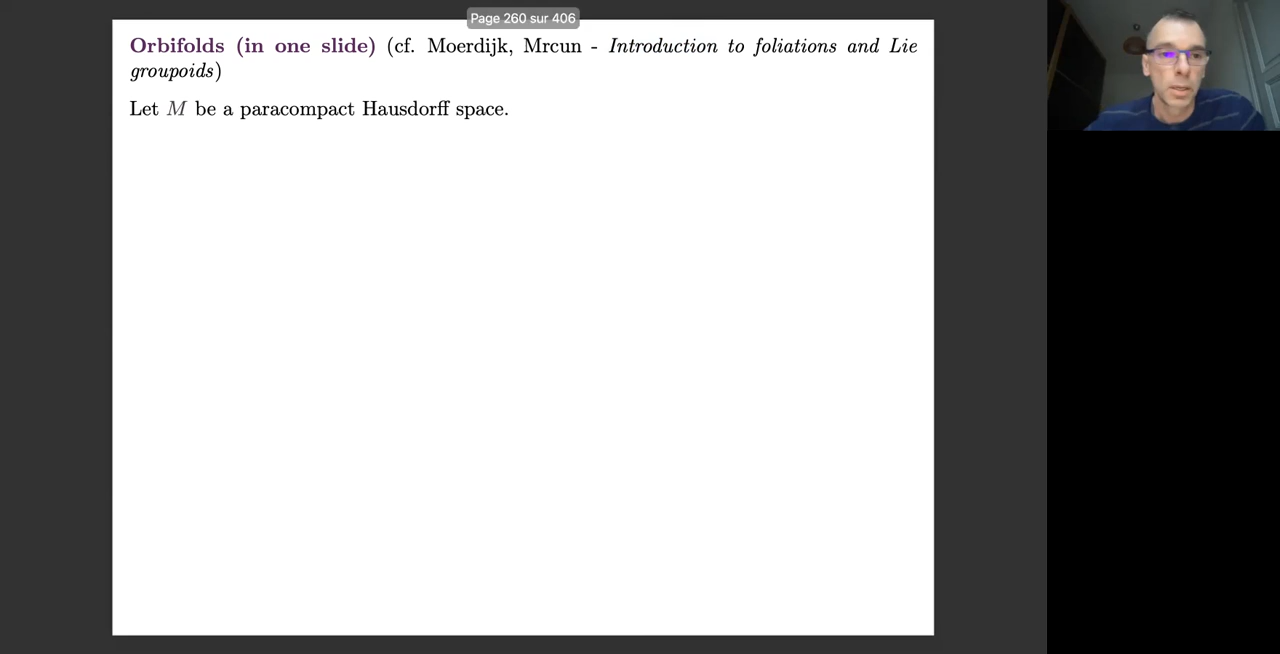 Page 260 sur 406
Orbifolds (in one slide) (cf. Moerdijk, Mrcun - Introduction to foliations and Lie
groupoids)
Let M be a paracompact Hausdorff space.